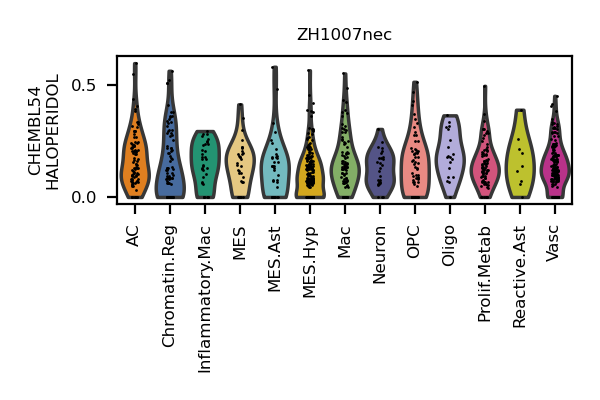 ZH1007nec
CHEMBL54
HALOPERIDOL
0.5
0.0
AC
Chromatin.Reg
Inflammatory.Mac
MES
MES.Ast
MES.Hyp
Mac
Neuron
OPC
Oligo
Prolif.Metab
Reactive.Ast
Vasc